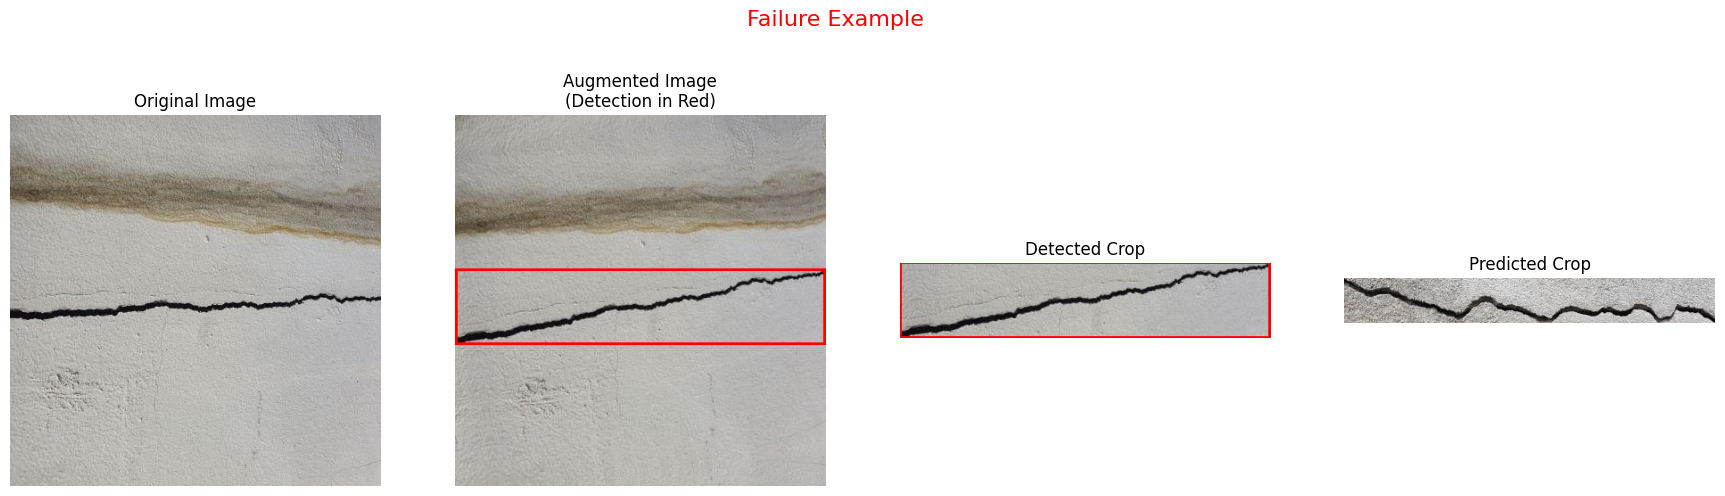 Failure Example
Original Image
Augmented Image
(Detection in Red)
Detected Crop
Predicted Crop